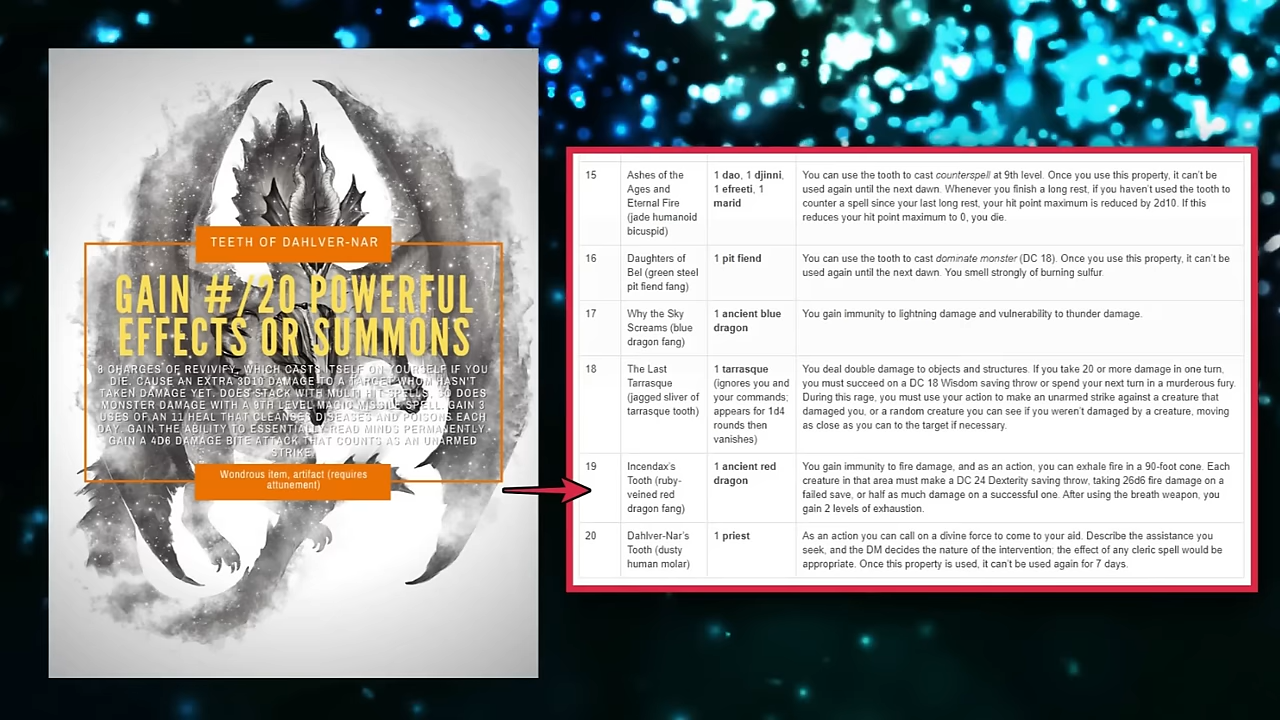 TEETH OF DAHLVER-NAR
GAIN #/20 POWERFUL
EFFECTS OR SUMMONS
8 CHARGES OF REVIVIFY, WHICH CASTS ITSELF ON YOURSELF IF YOU
DIE. CAUSE AN EXTRA 3D10 DAMAGE TO A TARGET WHOM HASN'T
TAKEN DAMAGE YET. DOES STACK WITH MULTI HIT SPELLS, SO DOES
MONSTER DAMAGE WITH A 9TH LEVEL MAGIC MISSILE SPELL. GAIN 3
USES OF AN 11 HEAL THAT CLEANSES DISEASES AND POISONS EACH
DAY. GAIN THE ABILITY TO ESSENTIALLY READ MINDS PERMANENTLY.
GAIN A 4D6 DAMAGE BITE ATTACK THAT COUNTS AS AN UNARMED
STRIKE.
Wondrous item, artifact (requires
attunement)
15
Ashes of the
Ages and
Eternal Fire
(jade humanoid
bicuspid)
1 dao, 1 djinni,
1 efreeti, 1
marid
You can use the tooth to cast counterspell at 9th level. Once you use this property, it can't be
used again until the next dawn. Whenever you finish a long rest, if you haven't used the tooth to
counter a spell since your last long rest, your hit point maximum is reduced by 2d10. If this
reduces your hit point maximum to 0, you die.
16
Daughters of
Bel (green steel
pit fiend fang)
1 pit fiend
You can use the tooth to cast dominate monster (DC 18). Once you use this property, it can't be
used again until the next dawn. You smell strongly of burning sulfur.
17
Why the Sky
Screams (blue
dragon fang)
1 ancient blue
dragon
You gain immunity to lightning damage and vulnerability to thunder damage.
18
The Last
Tarrasque
(jagged sliver of
tarrasque tooth)
1 tarrasque
(ignores you and
your commands;
appears for 1d4
rounds then
vanishes)
You deal double damage to objects and structures. If you take 20 or more damage in one turn,
you must succeed on a DC 18 Wisdom saving throw or spend your next turn in a murderous fury.
During this rage, you must use your action to make an unarmed strike against a creature that
damaged you, or a random creature you can see if you weren't damaged by a creature, moving
as close as you can to the target if necessary.
19
Incendax's
Tooth (ruby-
veined red
dragon fang)
1 ancient red
dragon
You gain immunity to fire damage, and as an action, you can exhale fire in a 90-foot cone. Each
creature in that area must make a DC 24 Dexterity saving throw, taking 26d6 fire damage on a
failed save, or half as much damage on a successful one. After using the breath weapon, you
gain 2 levels of exhaustion.
20
Dahlver-Nar's
Tooth (dusty
human molar)
1 priest
As an action you can call on a divine force to come to your aid. Describe the assistance you
seek, and the DM decides the nature of the intervention; the effect of any cleric spell would be
appropriate. Once this property is used, it can't be used again for 7 days.